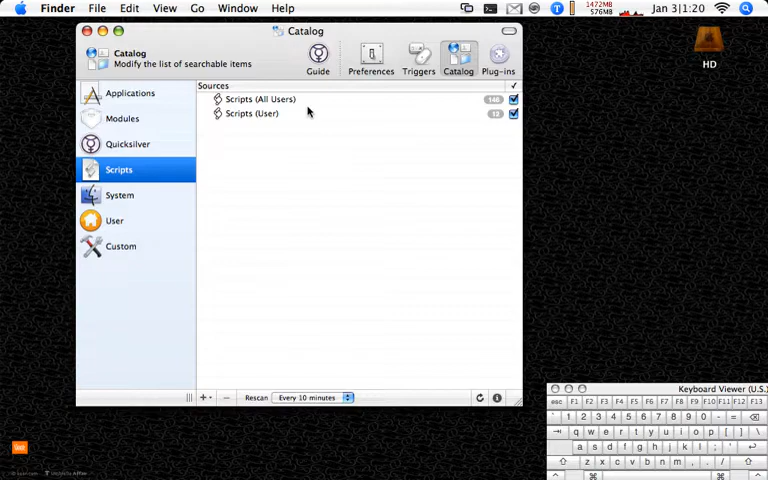 Finder File Edit View Go Window Help 1472MB 576MB Jan 3|1:20
HD
Catalog
Catalog
Modify the list of searchable items
Guide Preferences Triggers Catalog Plug-ins
Applications
Modules
Quicksilver
Scripts
System
User
Custom
Sources
Scripts (All Users) 146
Scripts (User) 13
Rescan Every 10 minutes
Keyboard Viewer (U.S.)
esc F1 F2 F3 F4 F5 F6 F7 F8 F9 F10 F11 F12 F13
` 1 2 3 4 5 6 7 8 9 0 - =
q w e r t y u i o p [ ] \
a s d f g h j k l ; '
z x c v b n m , . /